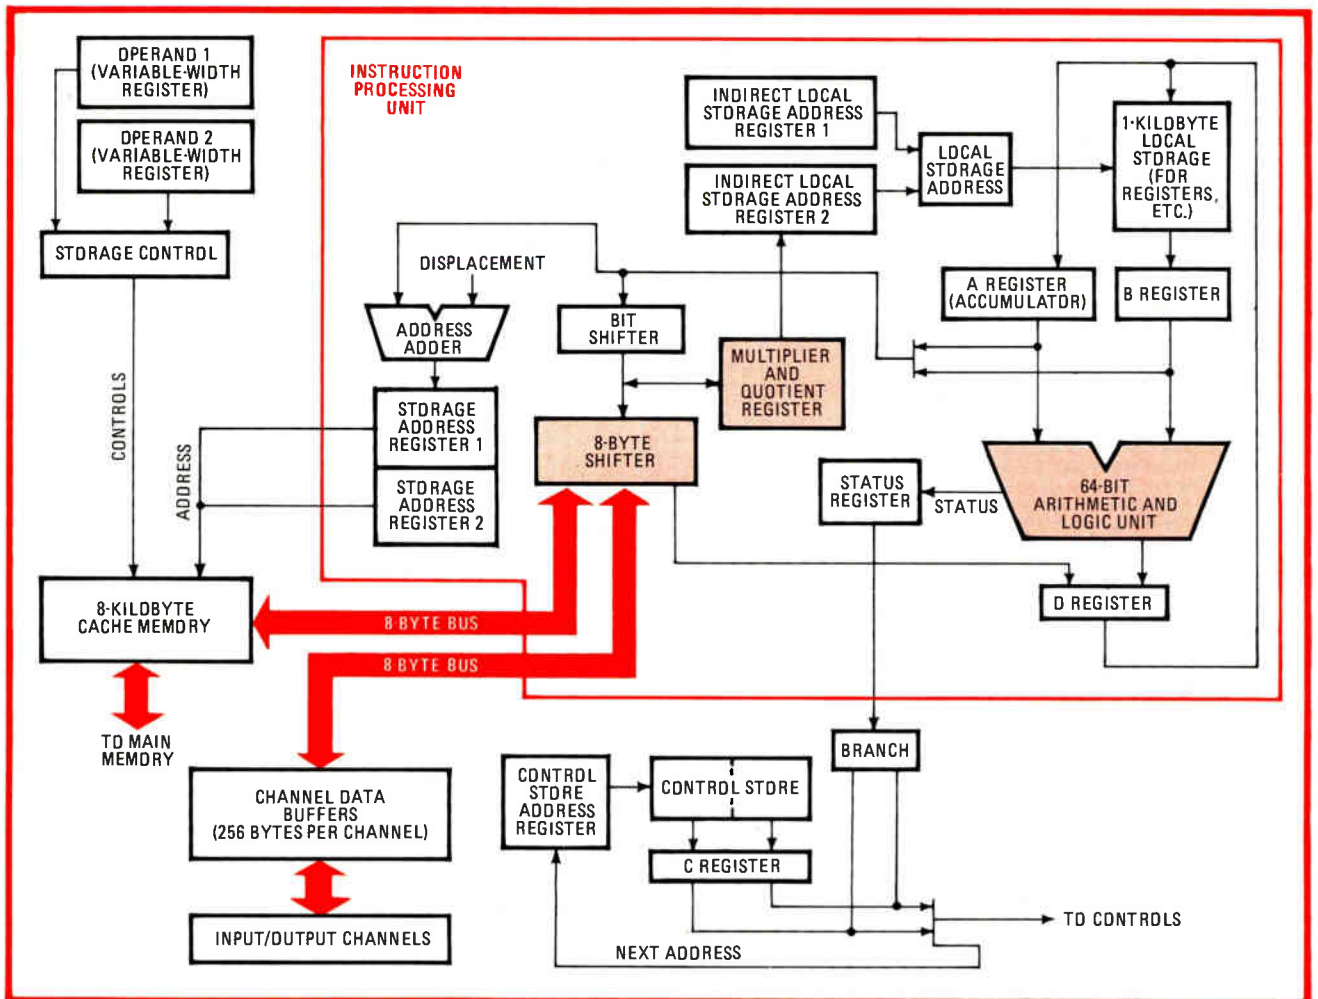 OPERAND 1
(VARIABLE-WIDTH
REGISTER)
OPERAND 2
(VARIABLE-WIDTH
REGISTER)
STORAGE CONTROL
CONTROLS
ADDRESS
8-KILOBYTE
CACHE MEMORY
TO MAIN
MEMORY
INSTRUCTION
PROCESSING
UNIT
DISPLACEMENT
ADDRESS
ADDER
STORAGE
ADDRESS
REGISTER 1
STORAGE
ADDRESS
REGISTER 2
BIT
SHIFTER
8-BYTE
SHIFTER
MULTIPLIER
AND
QUOTIENT
REGISTER
INDIRECT LOCAL
STORAGE ADDRESS
REGISTER 1
INDIRECT LOCAL
STORAGE ADDRESS
REGISTER 2
LOCAL
STORAGE
ADDRESS
1-KILOBYTE
LOCAL
STORAGE
(FOR
REGISTERS,
ETC.)
A REGISTER
(ACCUMULATOR)
B REGISTER
64-BIT
ARITHMETIC AND
LOGIC UNIT
STATUS
REGISTER
STATUS
D REGISTER
8-BYTE BUS
8 BYTE BUS
CHANNEL DATA
BUFFERS
(256 BYTES PER CHANNEL)
INPUT/OUTPUT CHANNELS
CONTROL
STORE
ADDRESS
REGISTER
CONTROL STORE
C REGISTER
BRANCH
NEXT ADDRESS
TO CONTROLS